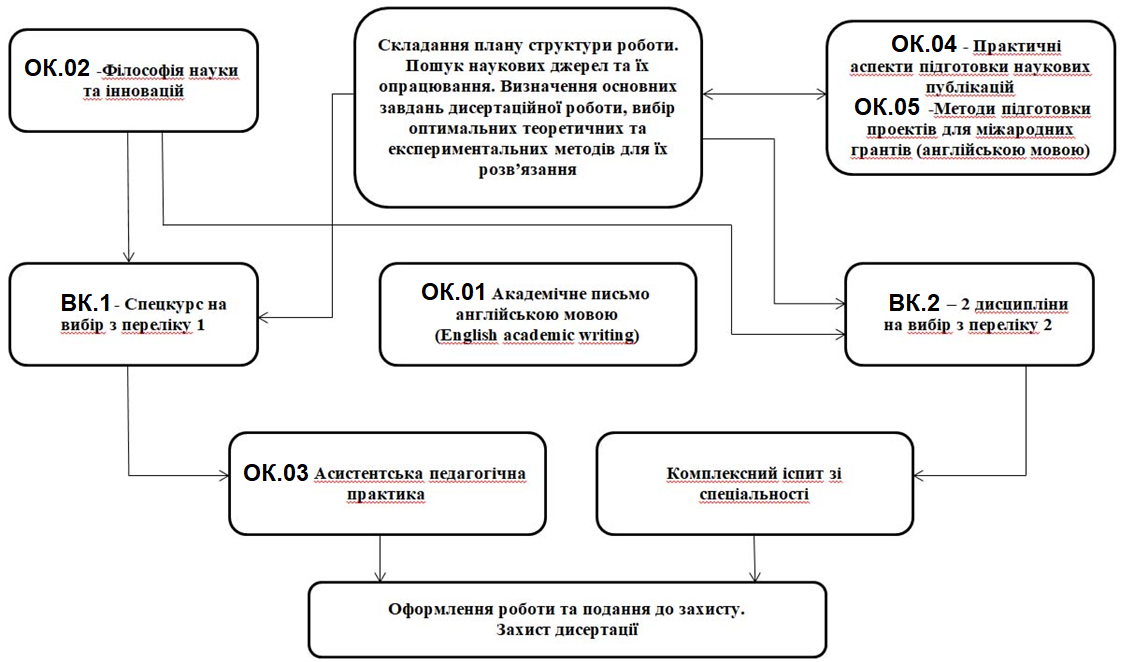 ОК.02 -Філософія науки
та інновацій
Складання плану структури роботи.
Пошук наукових джерел та їх
опрацювання. Визначення основних
завдань дисертаційної роботи, вибір
оптимальних теоретичних та
експериментальних методів для їх
розв’язання
ОК.04 - Практичні
аспекти підготовки наукових
публікацій
ОК.05 -Методи підготовки
проектів для міжародних
грантів (англійською мовою)
ВК.1 - Спецкурс на
вибір з переліку 1
ОК.01 Академічне письмо
англійською мовою
(English academic writing)
ВК.2 – 2 дисципліни
на вибір з переліку 2
ОК.03 Асистентська педагогічна
практика
Комплексний іспит зі
спеціальності
Оформлення роботи та подання до захисту.
Захист дисертації